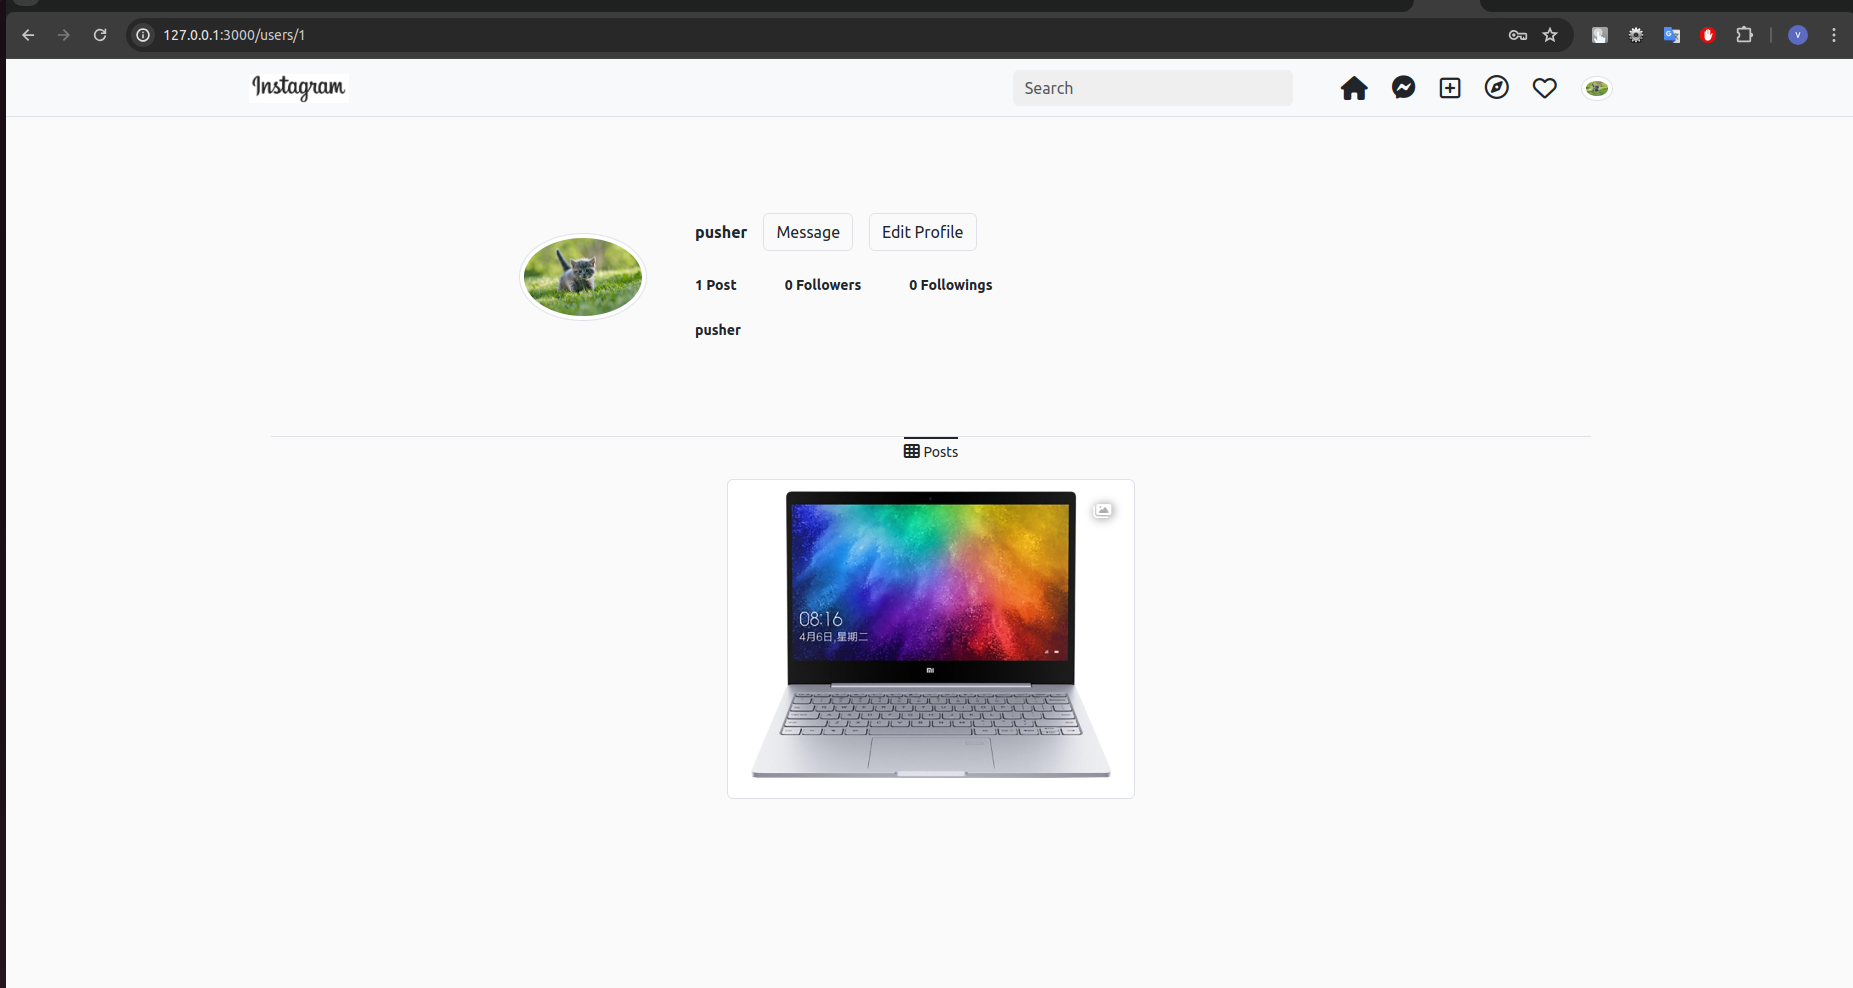 127.0.0.1:3000/users/1
V
Instagram
Search
pusher
Message
Edit Profile
1 Post
0 Followers
0 Followings
pusher
Posts
08:16
4月6日,星期二
mi